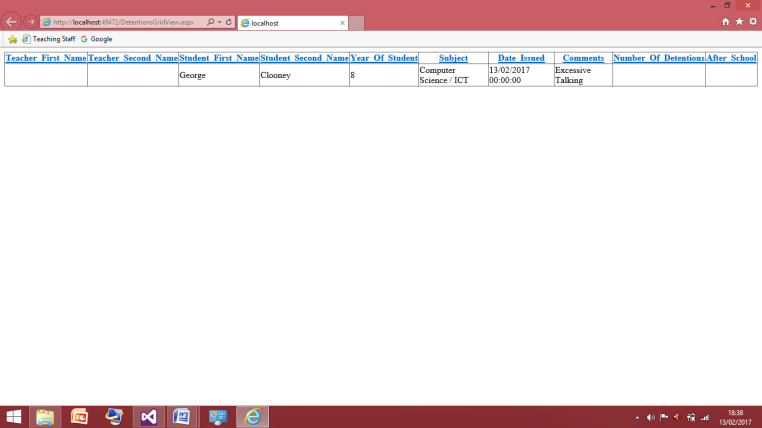 http://localhost:49472/DetentionsGridView.aspx
localhost
Teaching Staff Google
Teacher_First_Name Teacher_Second_Name Student_First_Name Student_Second_Name Year_Of_Student Subject Date_Issued Comments Number_Of_Detentions After_School
George Clooney 8 Computer Science / ICT 13/02/2017 00:00:00 Excessive Talking
18:38
13/02/2017